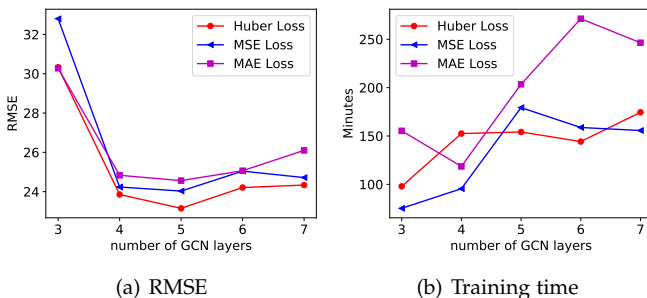 Huber Loss
MSE Loss
MAE Loss
RMSE
32
30
28
26
24
3 4 5 6 7
number of GCN layers
(a) RMSE
Huber Loss
MSE Loss
MAE Loss
Minutes
250
200
150
100
3 4 5 6 7
number of GCN layers
(b) Training time